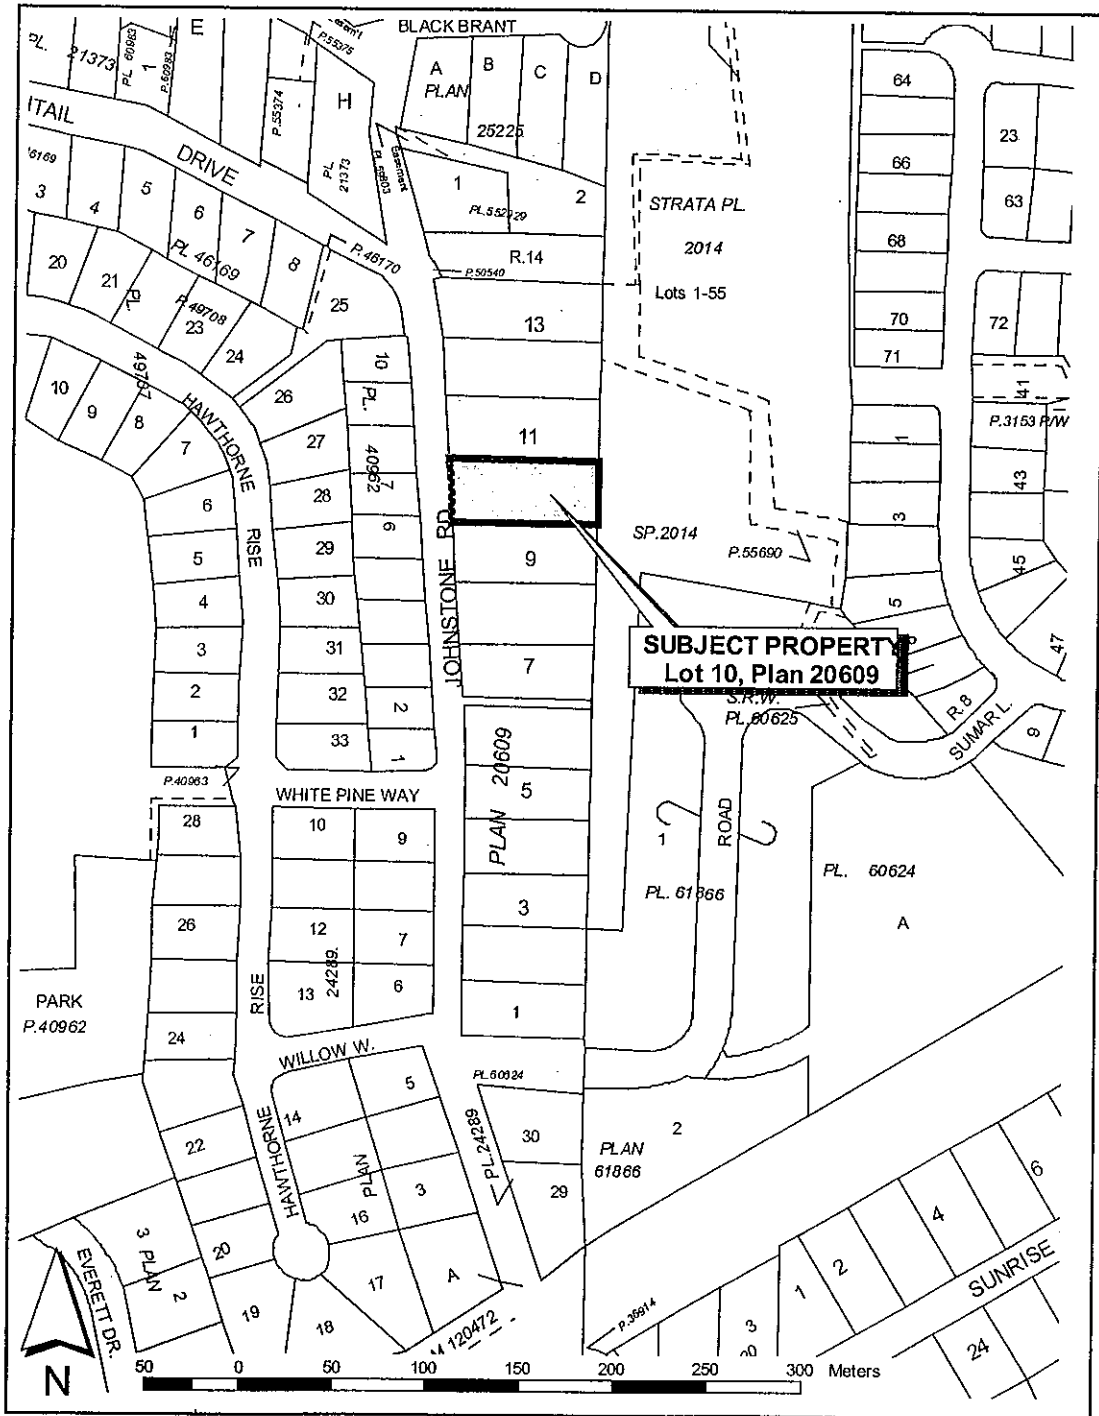 BLACK BRANT
PL. 21373
PL 60983
1
P.60983
E
P.55375
P.55374
H
PL. 21373
A
PLAN
B
C
D
25225
64
66
68
70
71
23
63
72
41
P.3153 R/W
43
45
47
DRIVE
3
4
5
6
7
8
PL 46169
P. 46170
PL.59803
Easement
1
PL.552929
2
R.14
P.50540
13
11
9
7
STRATA PL.
2014
Lots 1-55
SP.2014
P.55690
20
21
PL.
P.49708
23
24
25
26
27
28
29
30
31
32
33
10
PL.
40962
7
6
2
1
10
9
8
7
6
5
4
3
2
1
49797
HAWTHORNE
RISE
JOHNSTONE RD.
SUBJECT PROPERTY
Lot 10, Plan 20609
S.R.W.
PL.60625
1
3
5
R.8
SUMAR L.
9
PLAN 20609
5
3
1
P.40963
WHITE PINE WAY
28
26
24
10
9
12
7
24289.
13
6
RISE
PARK
P.40962
1
ROAD
PL. 61866
PL. 60624
A
WILLOW W.
PL.60624
14
5
PLAN
3
16
17
A
HAWTHORNE
22
20
19
18
PL.24289
30
29
PLAN
61866
2
3 PLAN
2
EVERETT DR.
120472
P.35914
3
1
2
4
6
SUNRISE
24
N
50 0 50 100 150 200 250 300 Meters